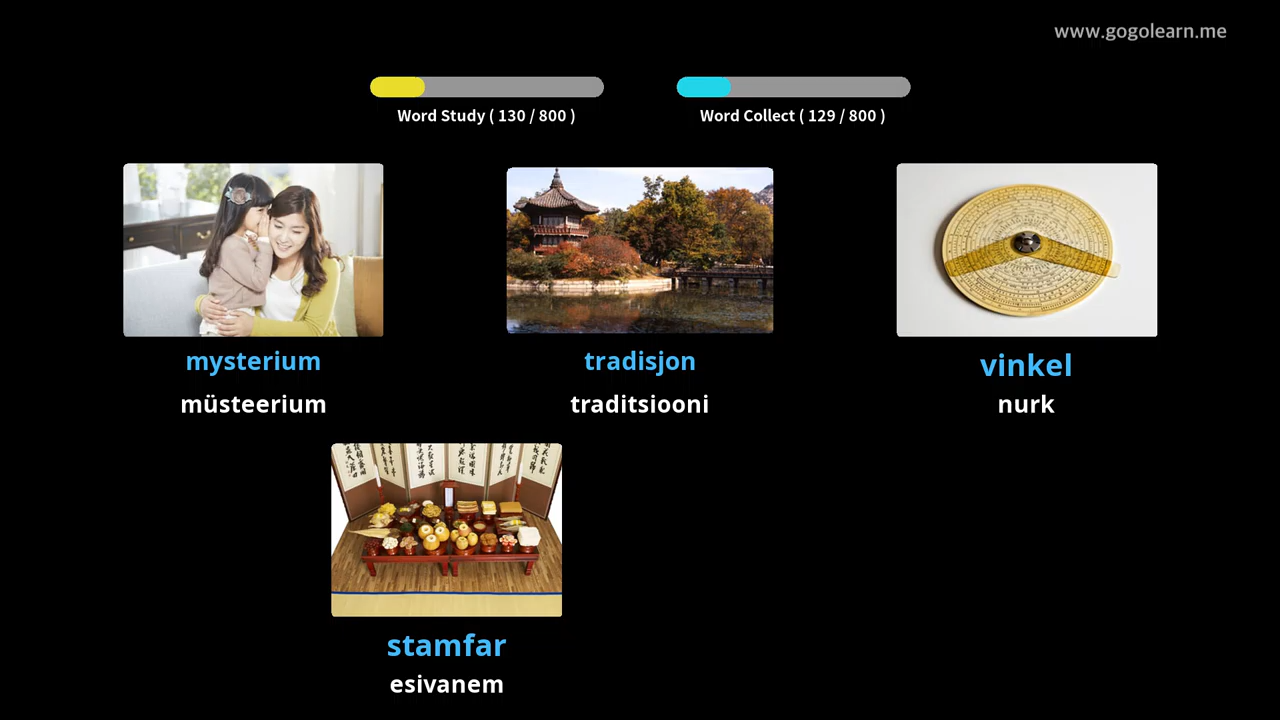 www.gogolearn.me
Word Study ( 130 / 800 )
Word Collect ( 129 / 800 )
mysterium
müsteerium
tradisjon
traditsiooni
vinkel
nurk
stamfar
esivanem